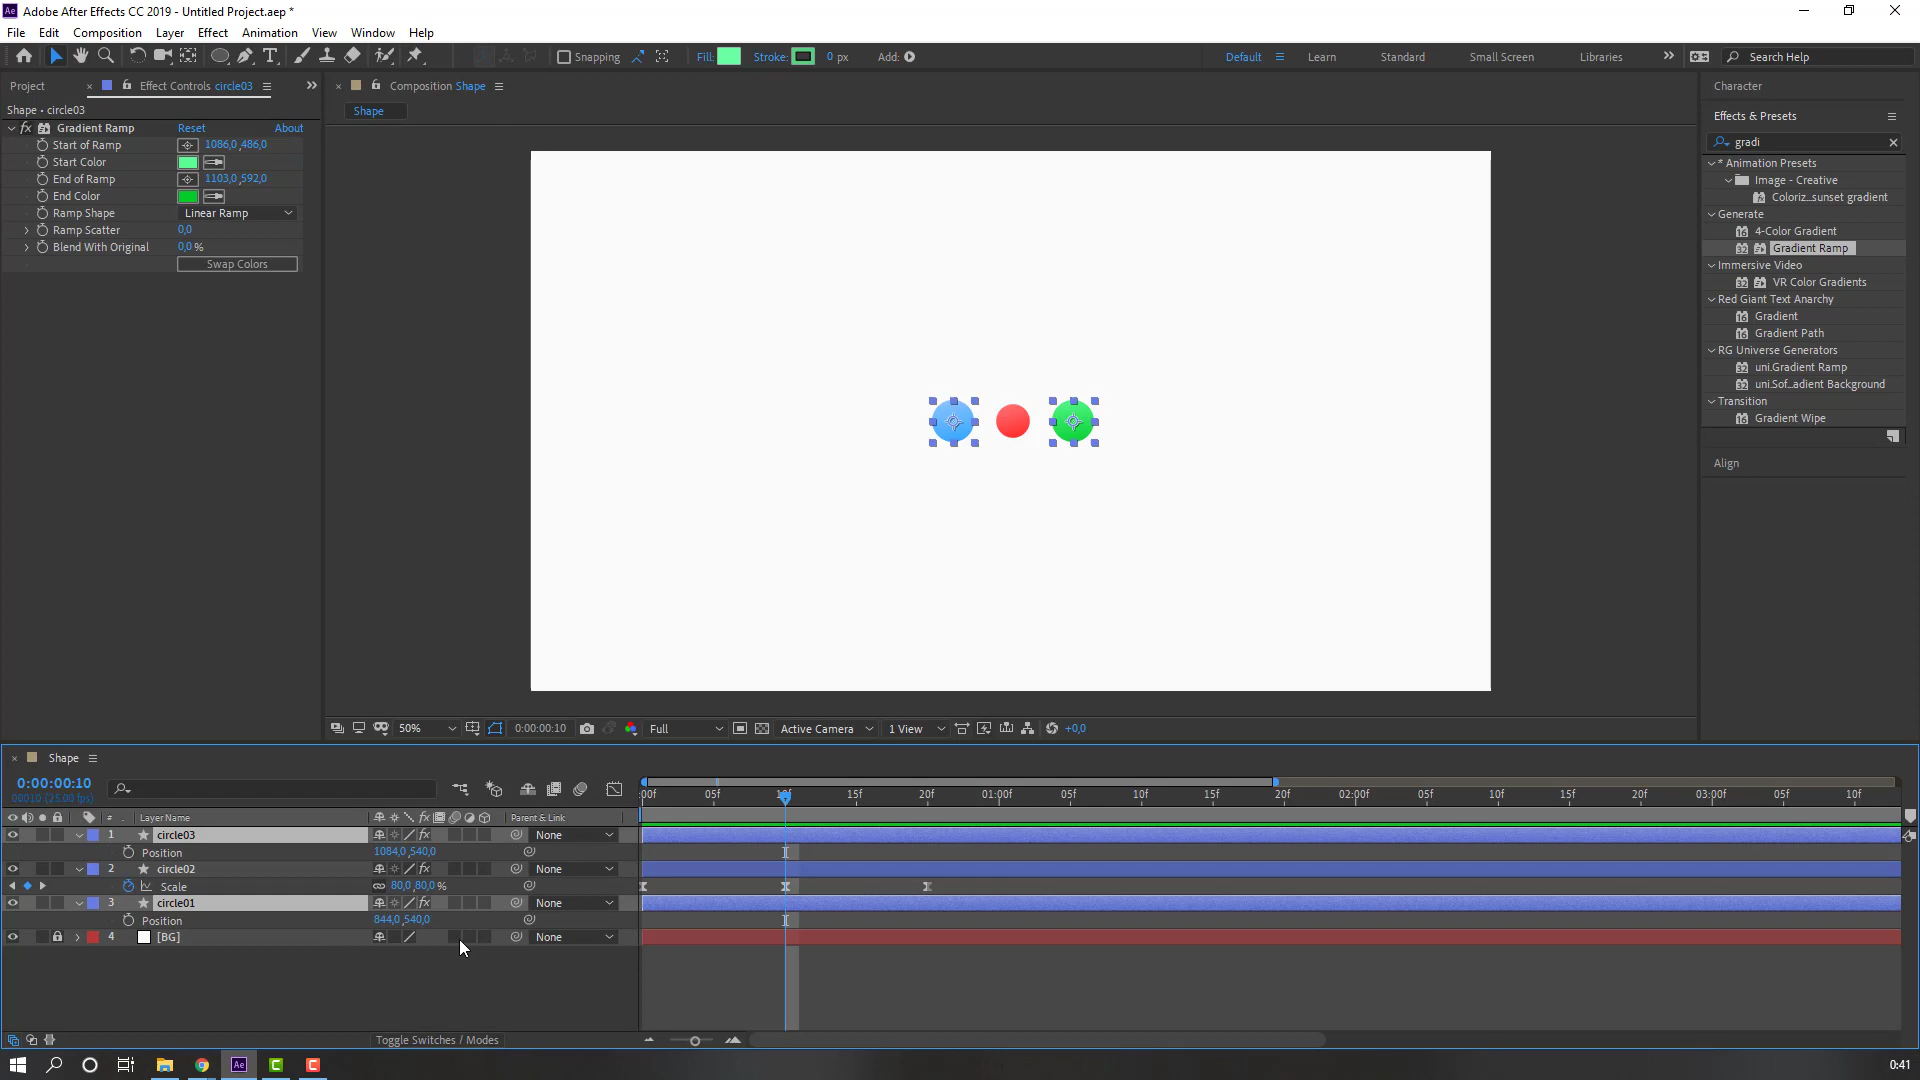 Adobe After Effects CC 2019 - Untitled Project.aep *
File Edit Composition Layer Effect Animation View Window Help
Snapping Fill: Stroke: 0 px Add: Default Learn Standard Small Screen Libraries Search Help
Project Effect Controls circle03
Shape • circle03
Gradient Ramp Reset About
Start of Ramp 1086,0 ,486,0
Start Color
End of Ramp 1103,0 ,592,0
End Color
Ramp Shape Linear Ramp
Ramp Scatter 0,0
Blend With Original 0,0 %
Swap Colors
Composition Shape
Shape
50% 0:00:00:10 Full Active Camera 1 View +0,0
Character
Effects & Presets
gradi
* Animation Presets
Image - Creative
Coloriz...sunset gradient
Generate
4-Color Gradient
Gradient Ramp
Immersive Video
VR Color Gradients
Red Giant Text Anarchy
Gradient
Gradient Path
RG Universe Generators
uni.Gradient Ramp
uni.Sof...adient Background
Transition
Gradient Wipe
Align
Shape
0:00:00:10
00010 (25.00 fps)
:00f 05f 10f 15f 20f 01:00f 05f 10f 15f 20f 02:00f 05f 10f 15f 20f 03:00f 05f 10f
# Layer Name Parent & Link
1 circle03 None
Position 1084,0 ,540,0
2 circle02 None
Scale 80,0 ,80,0 %
3 circle01 None
Position 844,0 ,540,0
4 [BG] None
Toggle Switches / Modes
Ae
0:41